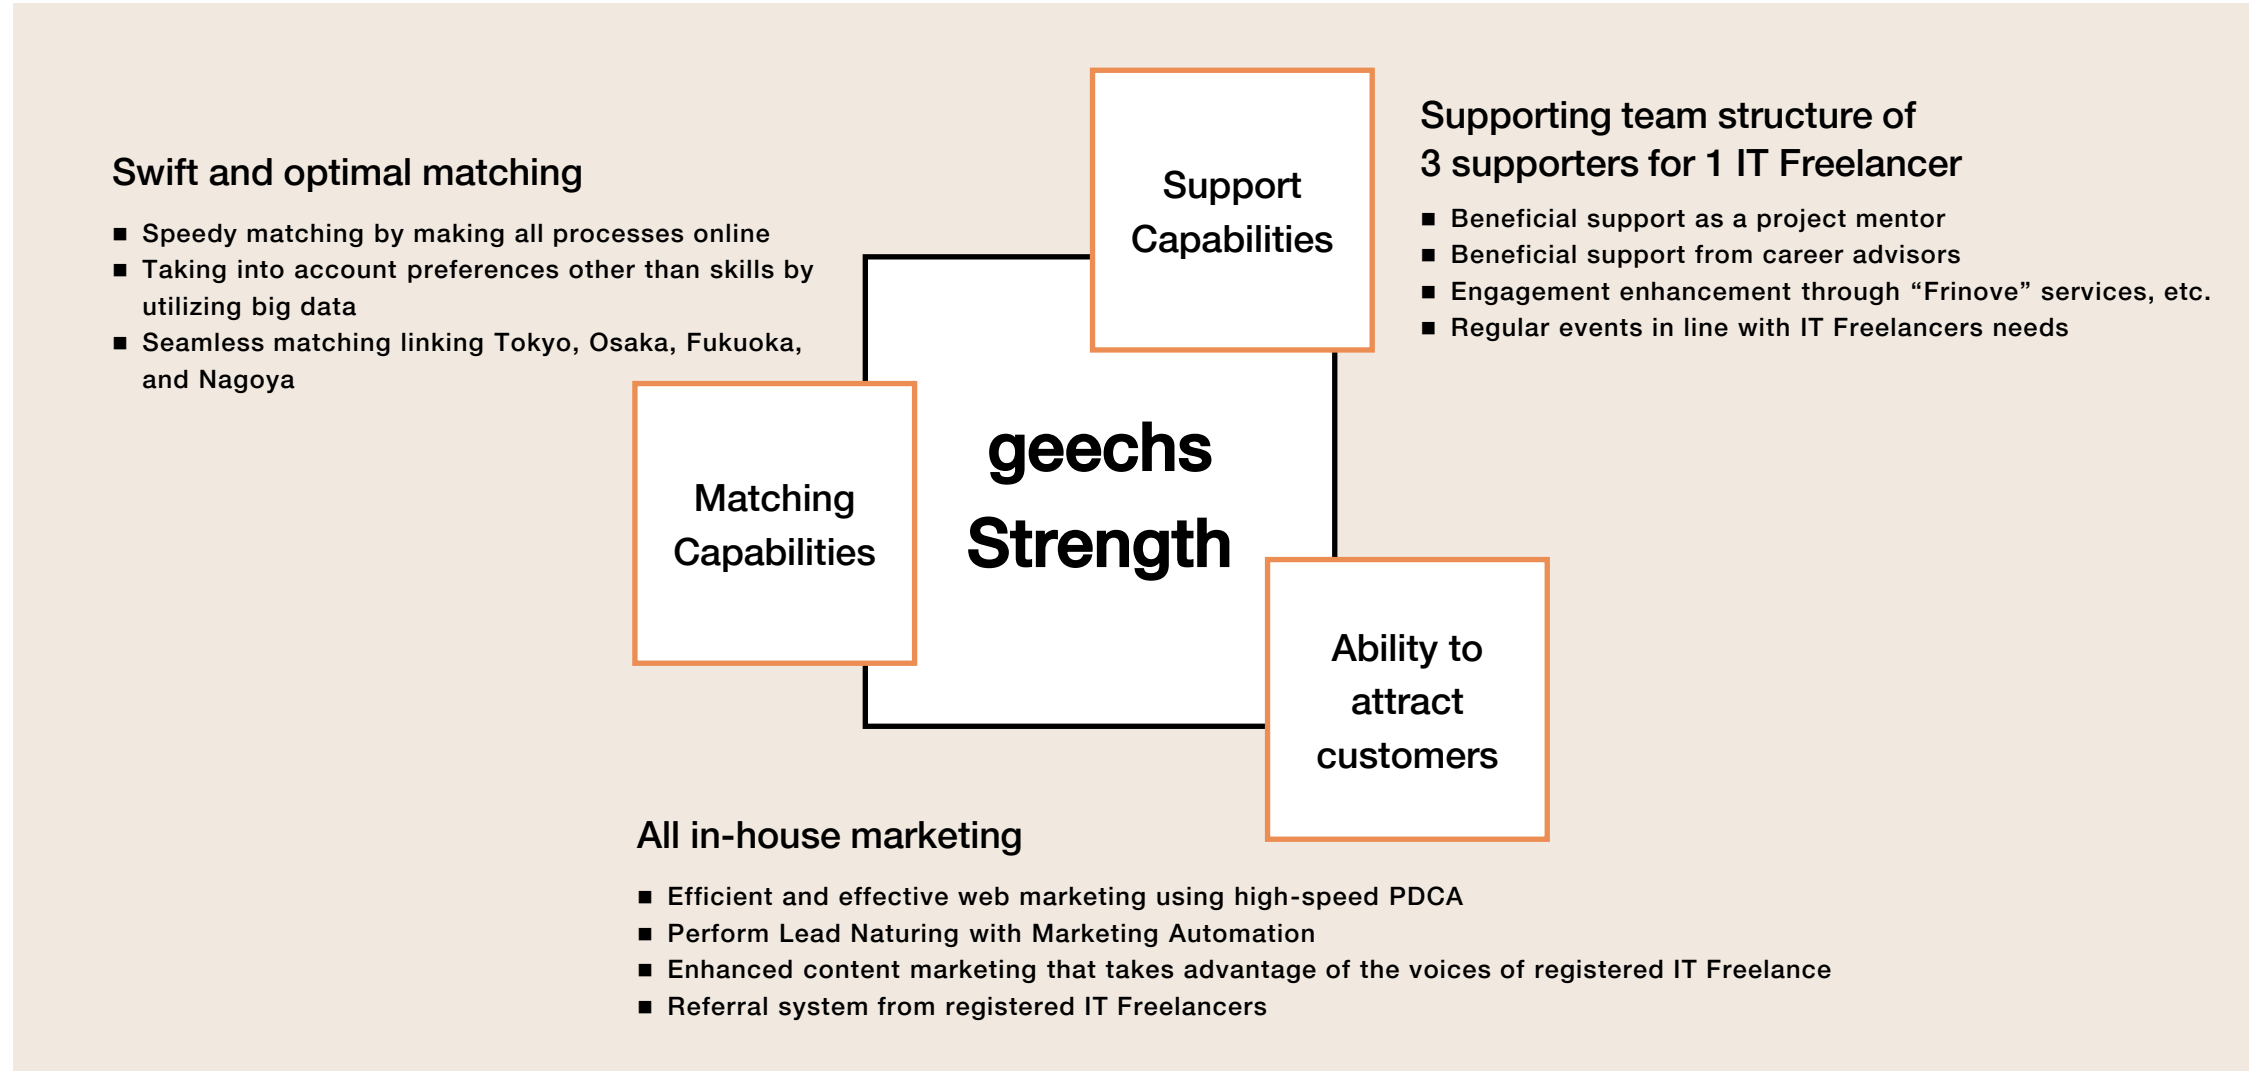 Swift and optimal matching
■ Speedy matching by making all processes online
■ Taking into account preferences other than skills by
utilizing big data
■ Seamless matching linking Tokyo, Osaka, Fukuoka,
and Nagoya
Support
Capabilities
Supporting team structure of
3 supporters for 1 IT Freelancer
■ Beneficial support as a project mentor
■ Beneficial support from career advisors
■ Engagement enhancement through “Frinove” services, etc.
■ Regular events in line with IT Freelancers needs
Matching
Capabilities
geechs
Strength
Ability to
attract
customers
All in-house marketing
■ Efficient and effective web marketing using high-speed PDCA
■ Perform Lead Naturing with Marketing Automation
■ Enhanced content marketing that takes advantage of the voices of registered IT Freelance
■ Referral system from registered IT Freelancers